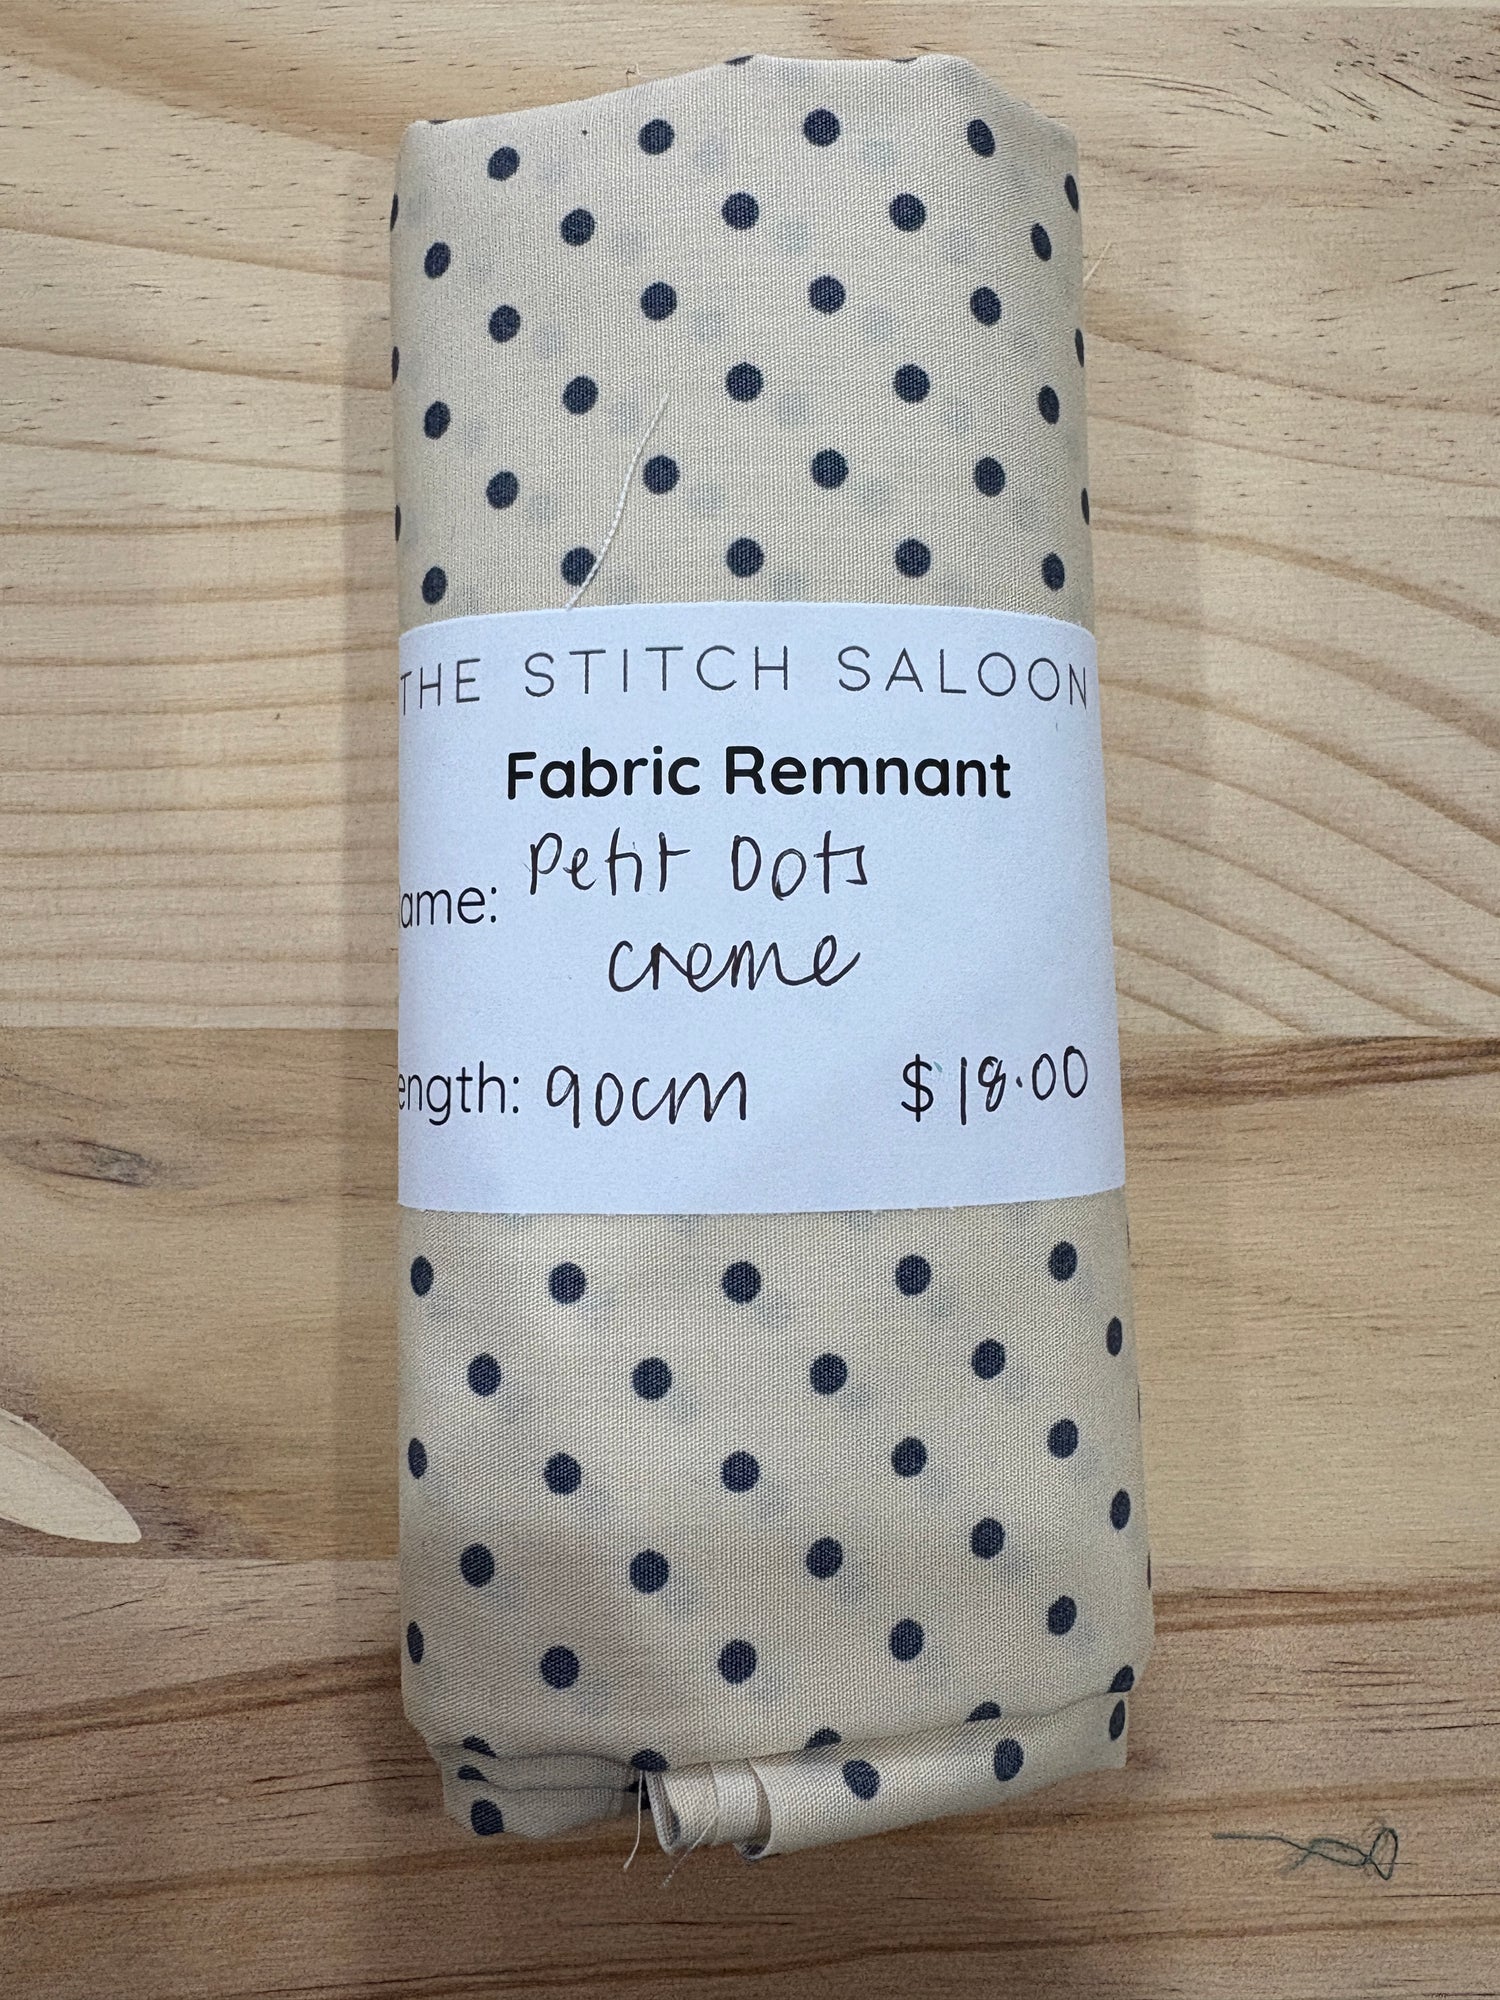 THE STITCH SALOON
Fabric Remnant
ame: Petit Dots
creme
ength: 90cm $18.00